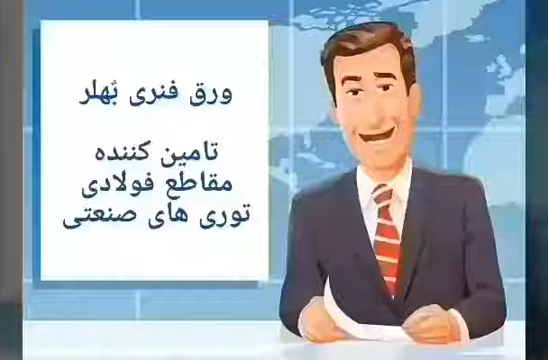 ورق فنری بُهلر
تامین کننده
مقاطع فولادی
توری های صنعتی